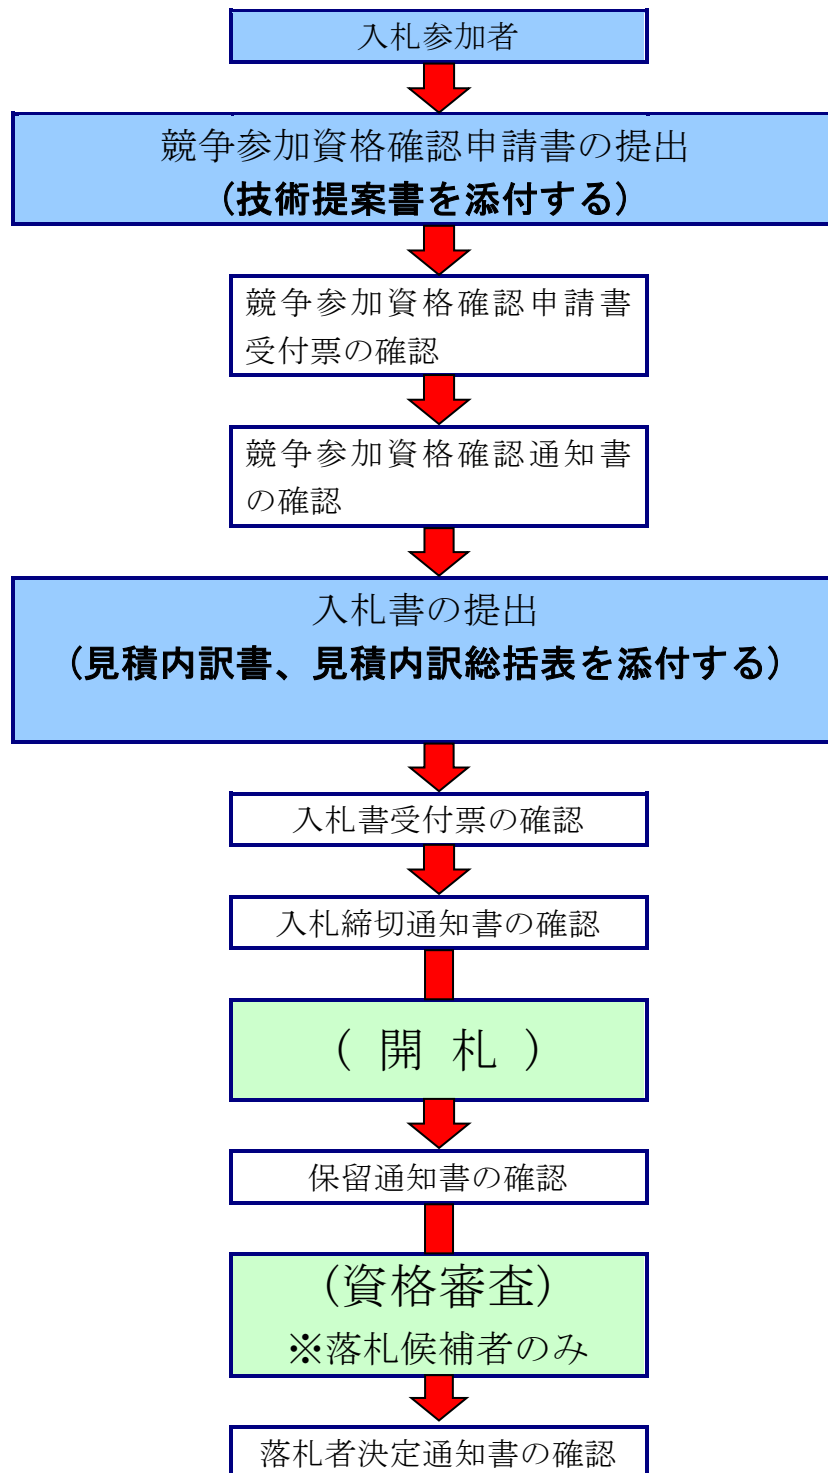 入札参加者
競争参加資格確認申請書の提出
(技術提案書を添付する)
競争参加資格確認申請書
受付票の確認
競争参加資格確認通知書
の確認
入札書の提出
(見積内訳書、見積内訳総括表を添付する)
入札書受付票の確認
入札締切通知書の確認
( 開 札 )
保留通知書の確認
(資格審査)
※落札候補者のみ
落札者決定通知書の確認